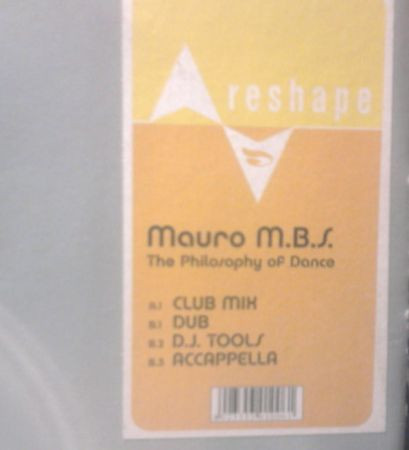 reshape
Mauro M.B.S.
The Philosophy of Dance
A.1 CLUB MIX
B.1 DUB
B.2 D.J. TOOLS
B.3 ACCAPPELLA